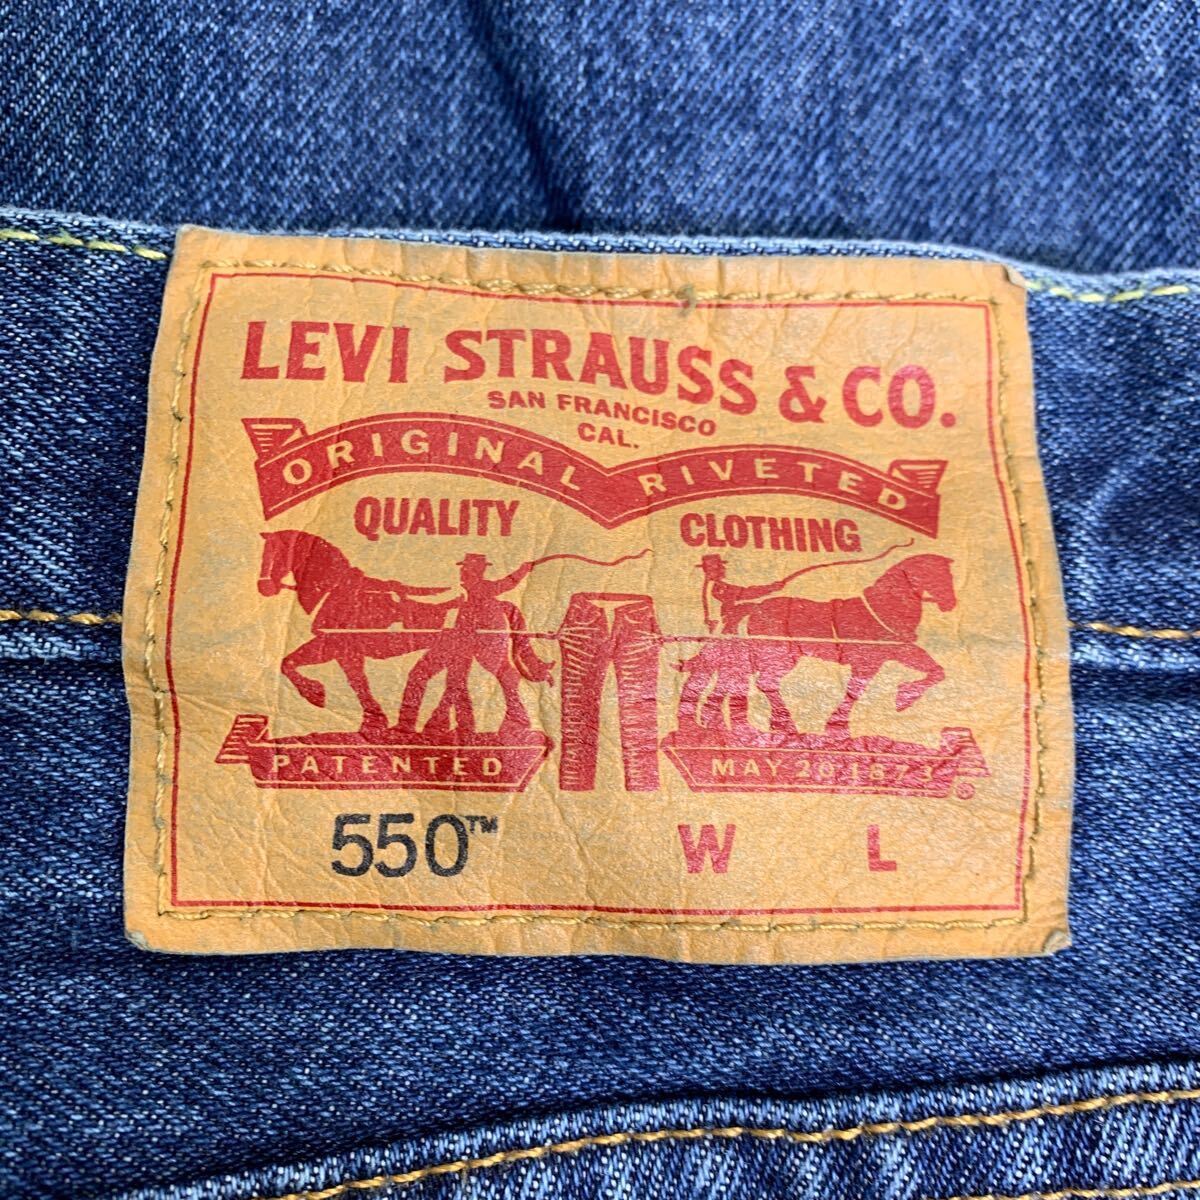 LEVI STRAUSS & CO.
SAN FRANCISCO
CAL.
ORIGINAL RIVETED
QUALITY CLOTHING
PATENTED MAY 20 1873 ®
550™ W L